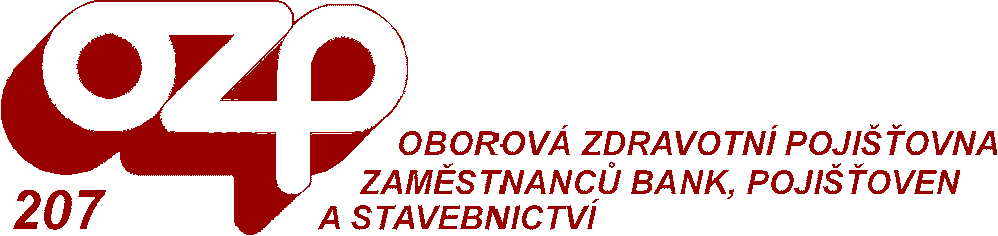 ozp
207
OBOROVÁ ZDRAVOTNÍ POJIŠŤOVNA
ZAMĚSTNANCŮ BANK, POJIŠŤOVEN
A STAVEBNICTVÍ